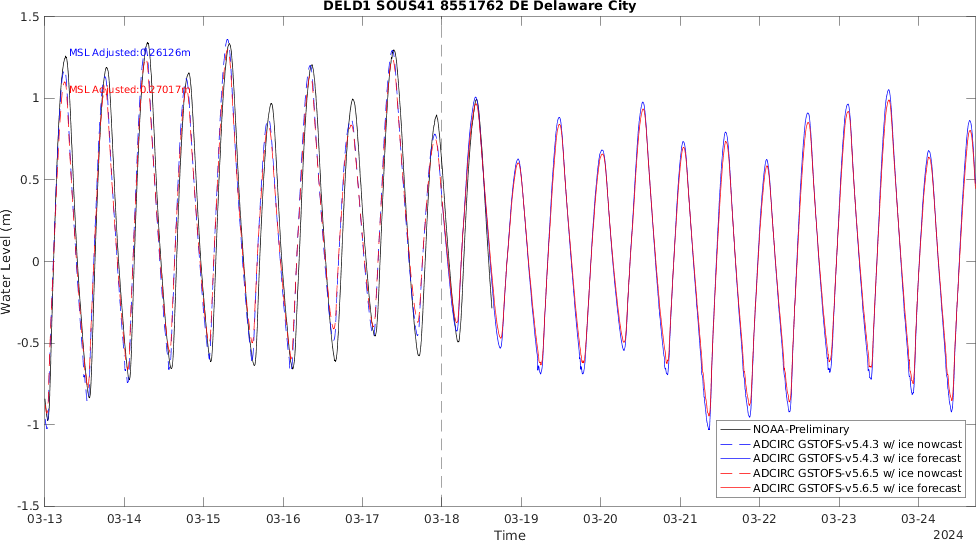 DELD1 SOUS41 8551762 DE Delaware City
1.5
MSL Adjusted:0.26126m
MSL Adjusted:0.27017m
1
0.5
0
-0.5
-1
-1.5
Water Level (m)
NOAA-Preliminary
ADCIRC GSTOFS-v5.4.3 w/ ice nowcast
ADCIRC GSTOFS-v5.4.3 w/ ice forecast
ADCIRC GSTOFS-v5.6.5 w/ ice nowcast
ADCIRC GSTOFS-v5.6.5 w/ ice forecast
03-13 03-14 03-15 03-16 03-17 03-18 03-19 03-20 03-21 03-22 03-23 03-24
Time
2024